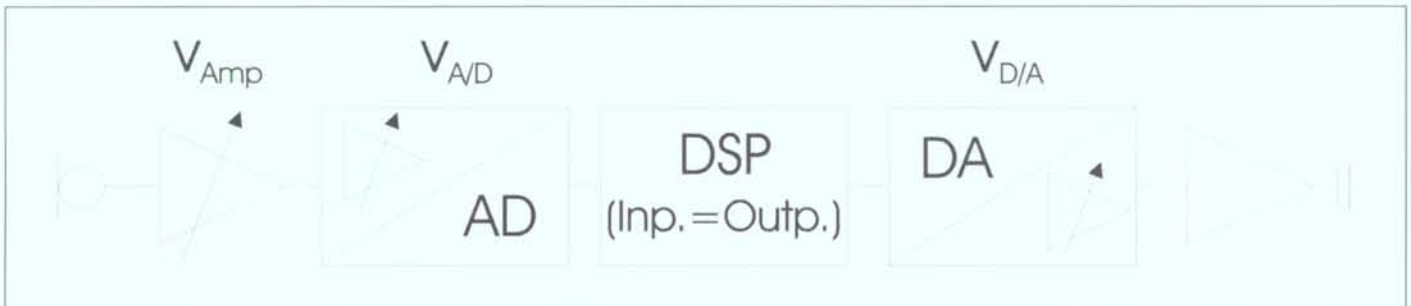 V_Amp V_A/D V_D/A
DSP DA
AD (Inp.=Outp.)